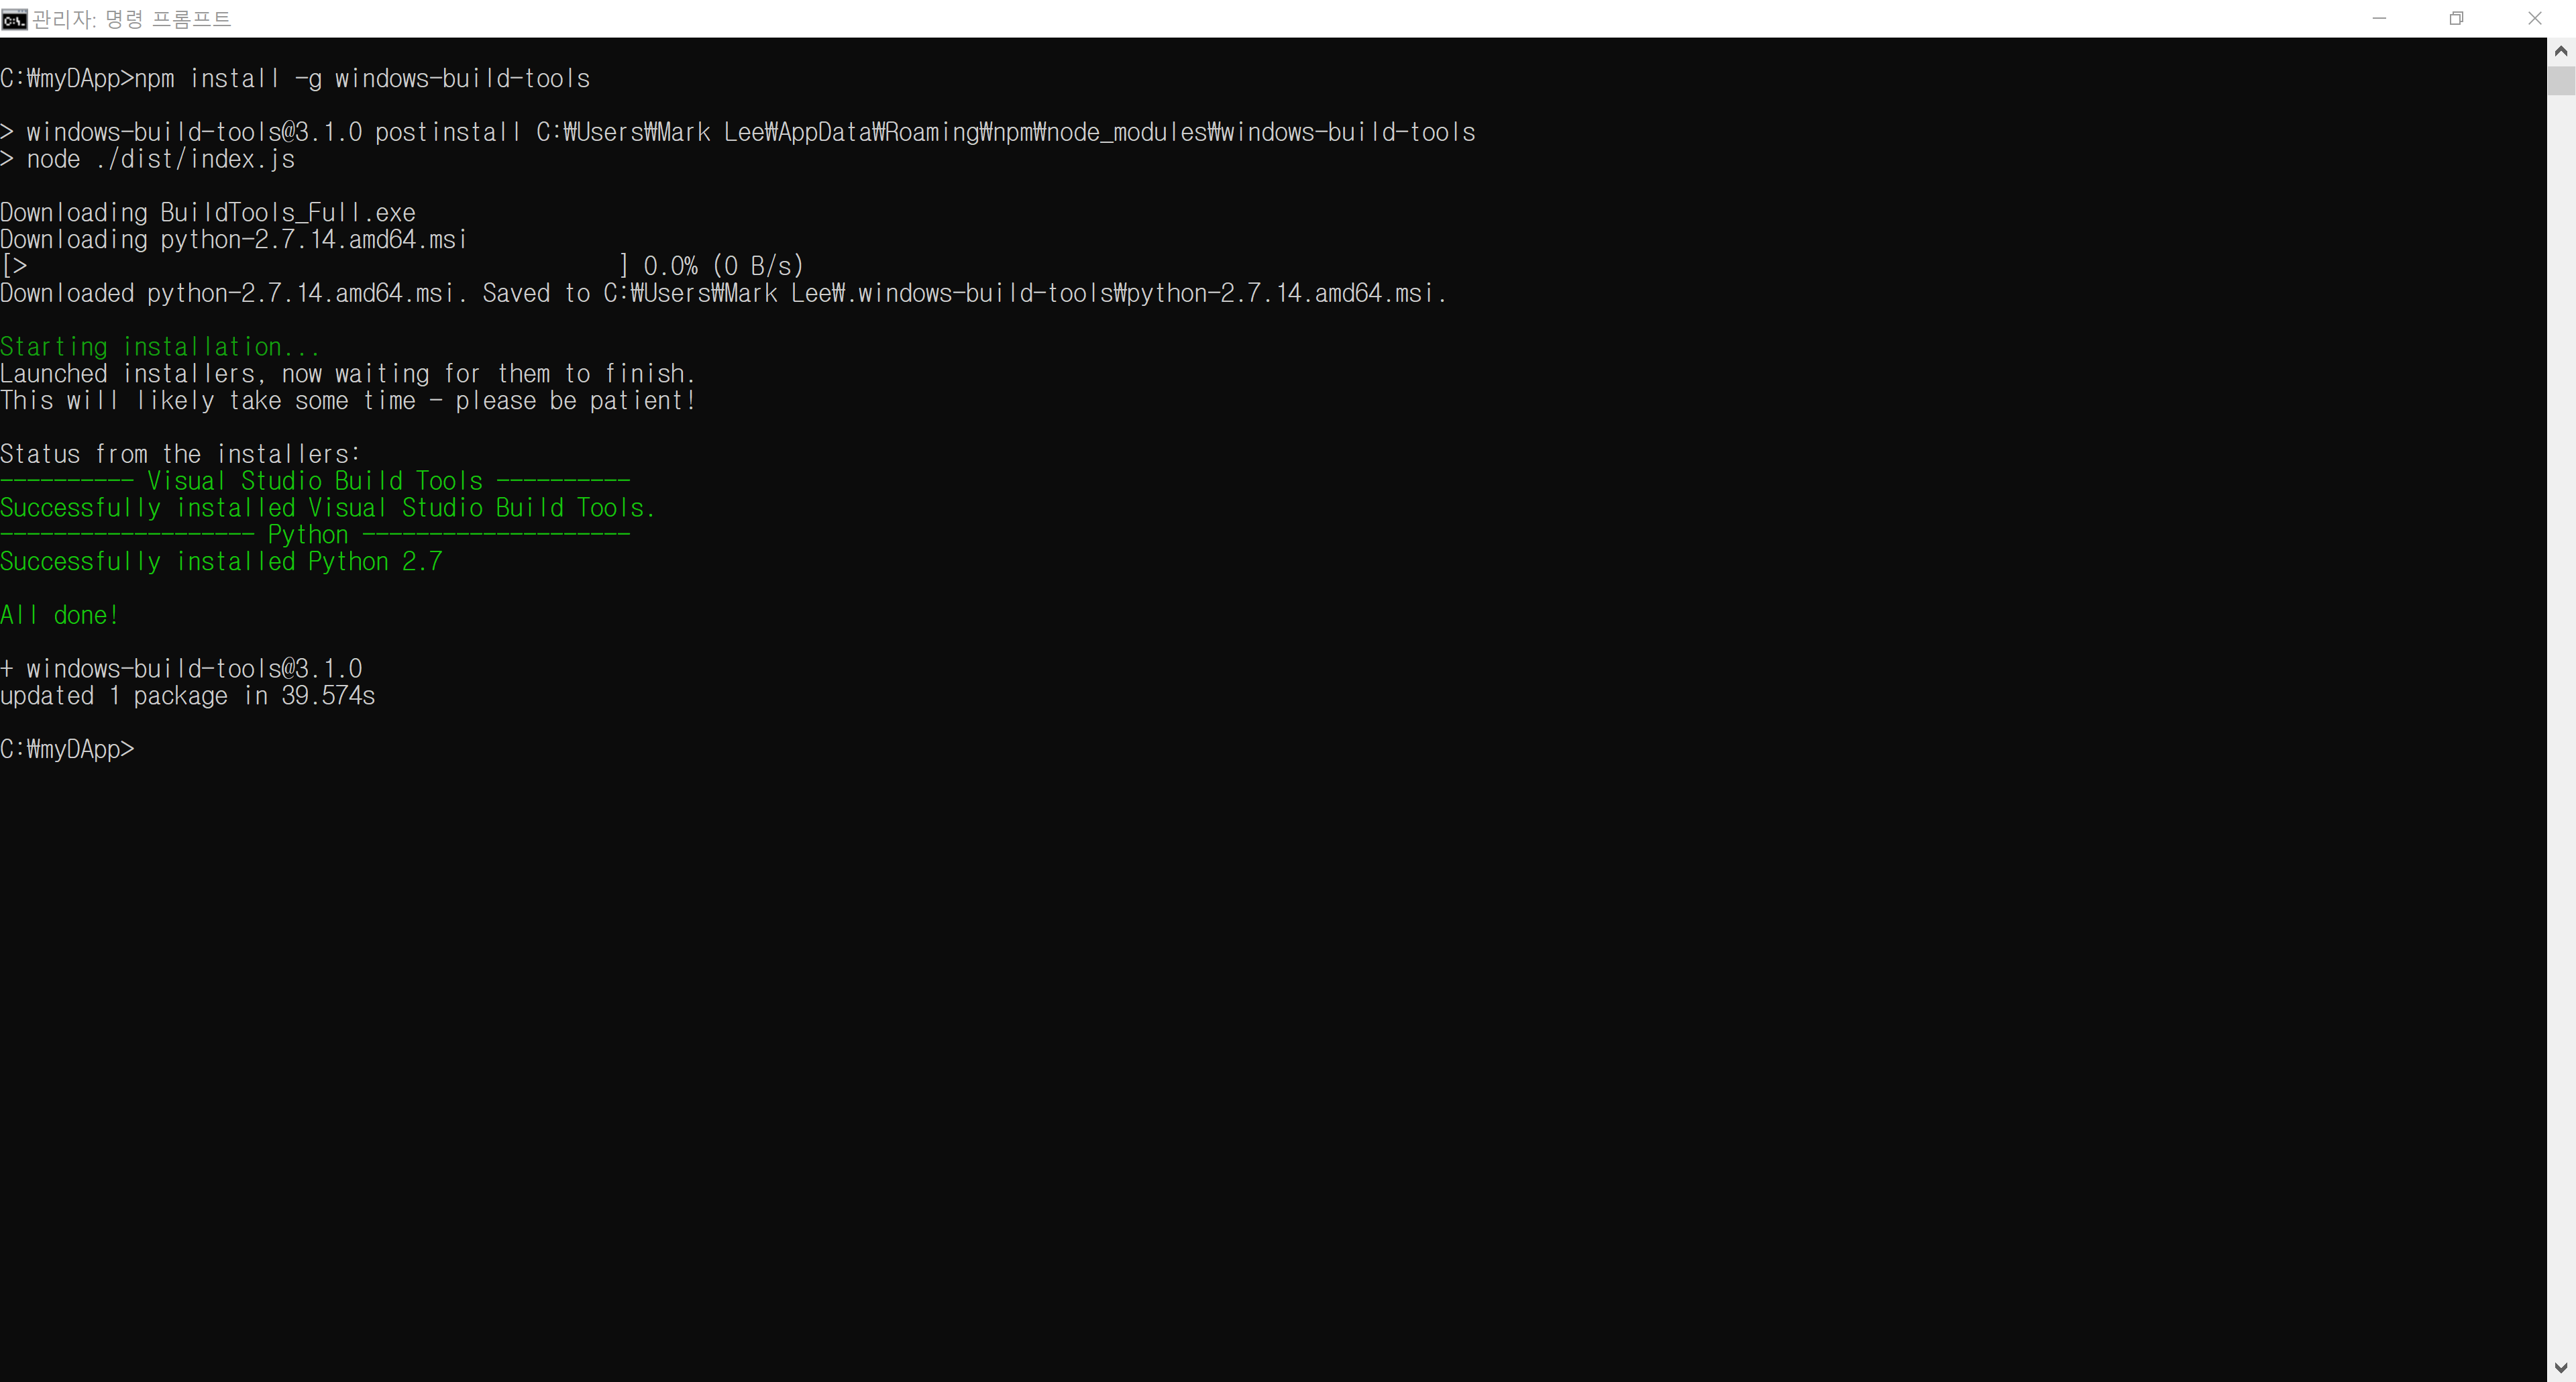 관리자: 명령 프롬프트
C:₩myDApp>npm install -g windows-build-tools
> windows-build-tools@3.1.0 postinstall C:₩Users₩Mark Lee₩AppData₩Roaming₩npm₩node_modules₩windows-build-tools
> node ./dist/index.js
Downloading BuildTools_Full.exe
Downloading python-2.7.14.amd64.msi
[>                                            ] 0.0% (0 B/s)
Downloaded python-2.7.14.amd64.msi. Saved to C:₩Users₩Mark Lee₩.windows-build-tools₩python-2.7.14.amd64.msi.
Starting installation...
Launched installers, now waiting for them to finish.
This will likely take some time - please be patient!
Status from the installers:
---------- Visual Studio Build Tools ----------
Successfully installed Visual Studio Build Tools.
------------------- Python --------------------
Successfully installed Python 2.7
All done!
+ windows-build-tools@3.1.0
updated 1 package in 39.574s
C:₩myDApp>